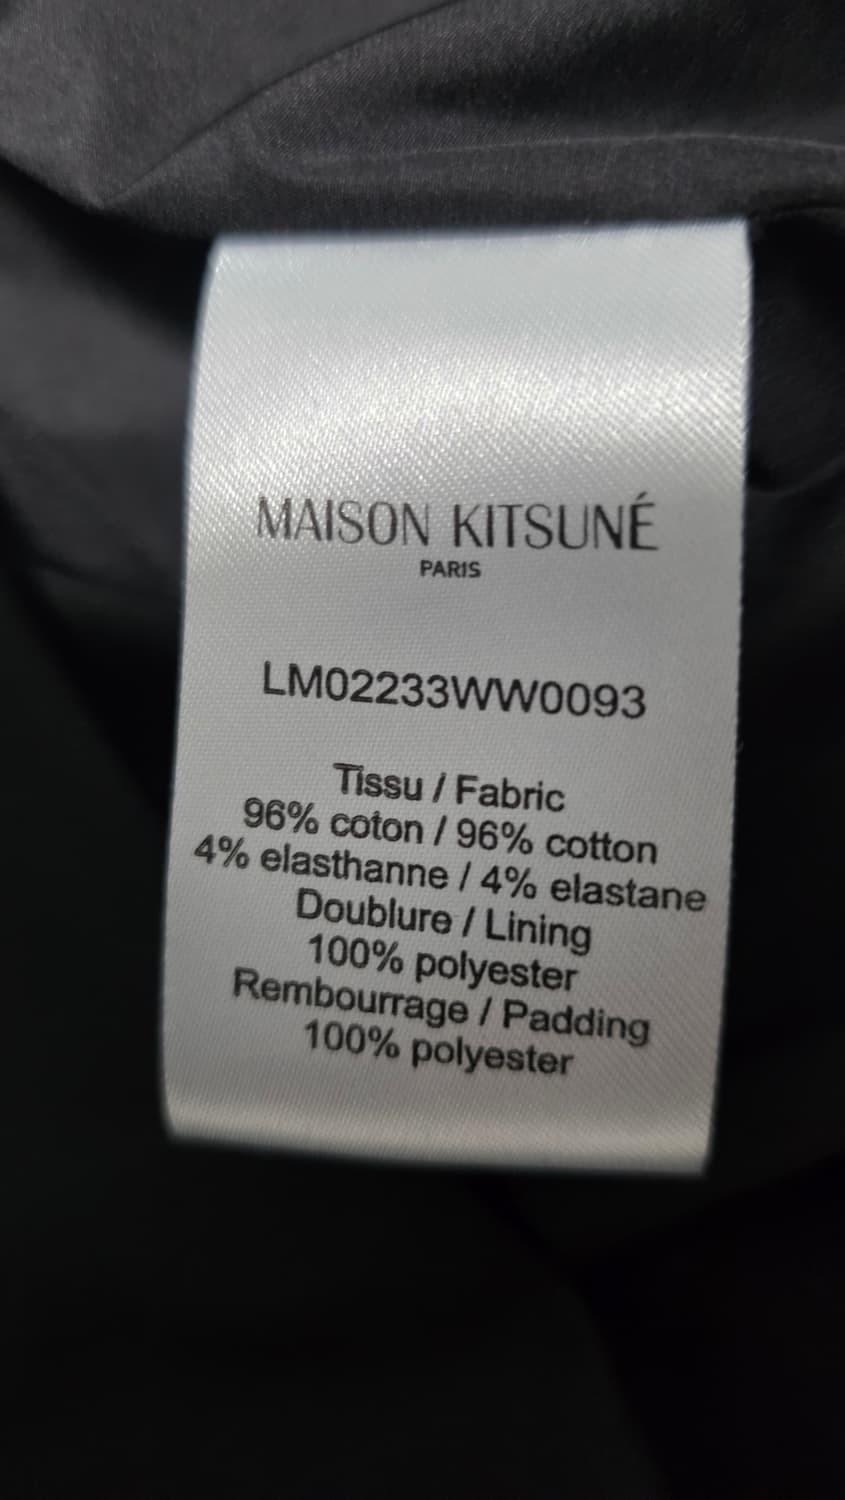 MAISON KITSUNÉ
PARIS
LM02233WW0093
Tissu / Fabric
96% coton / 96% cotton
4% elasthanne / 4% elastane
Doublure / Lining
100% polyester
Rembourrage / Padding
100% polyester